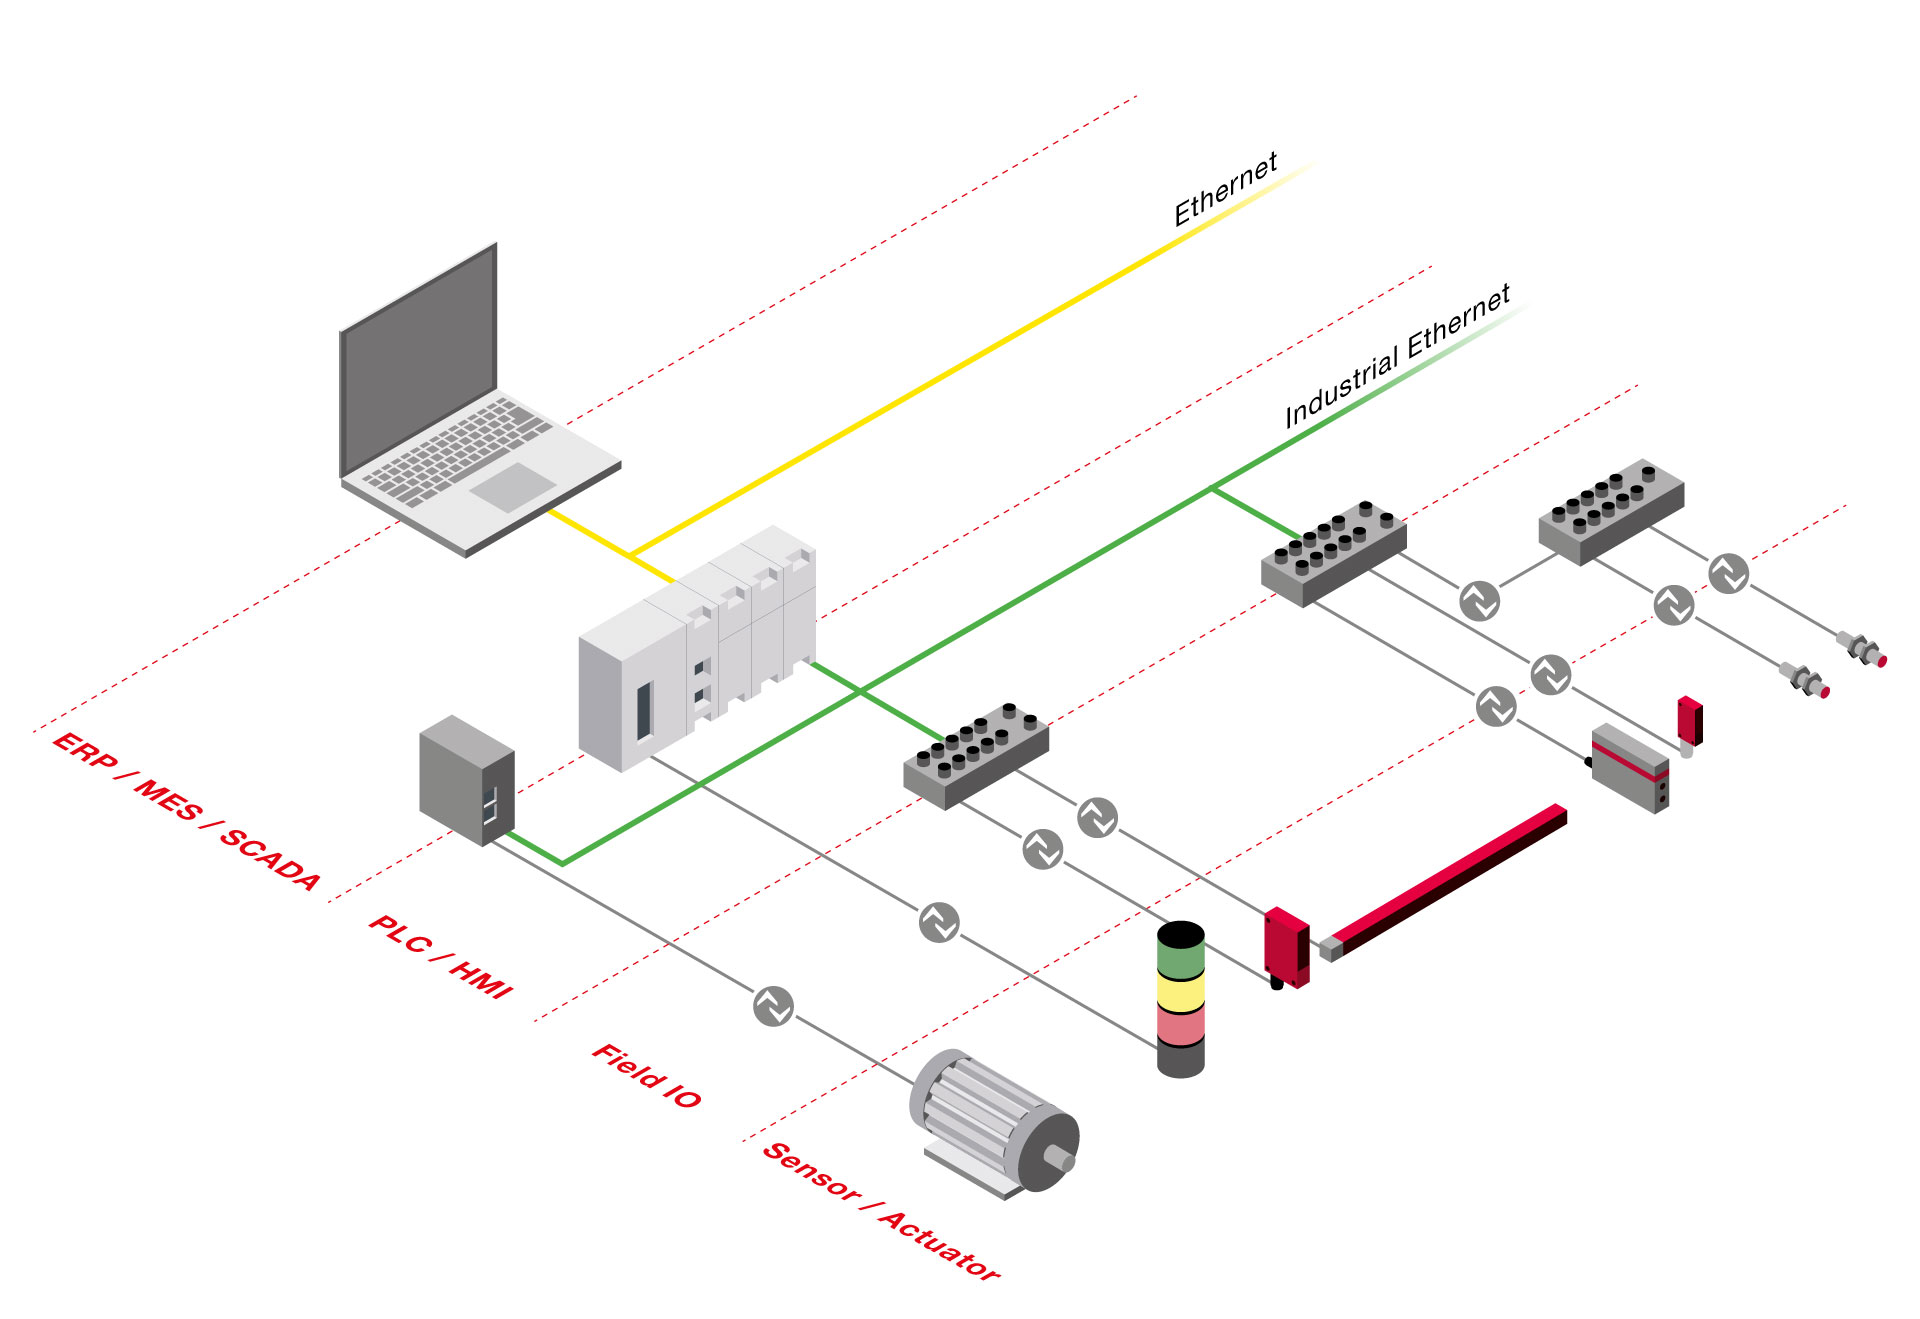 Ethernet
Industrial Ethernet
ERP / MES / SCADA
PLC / HMI
Field IO
Sensor / Actuator